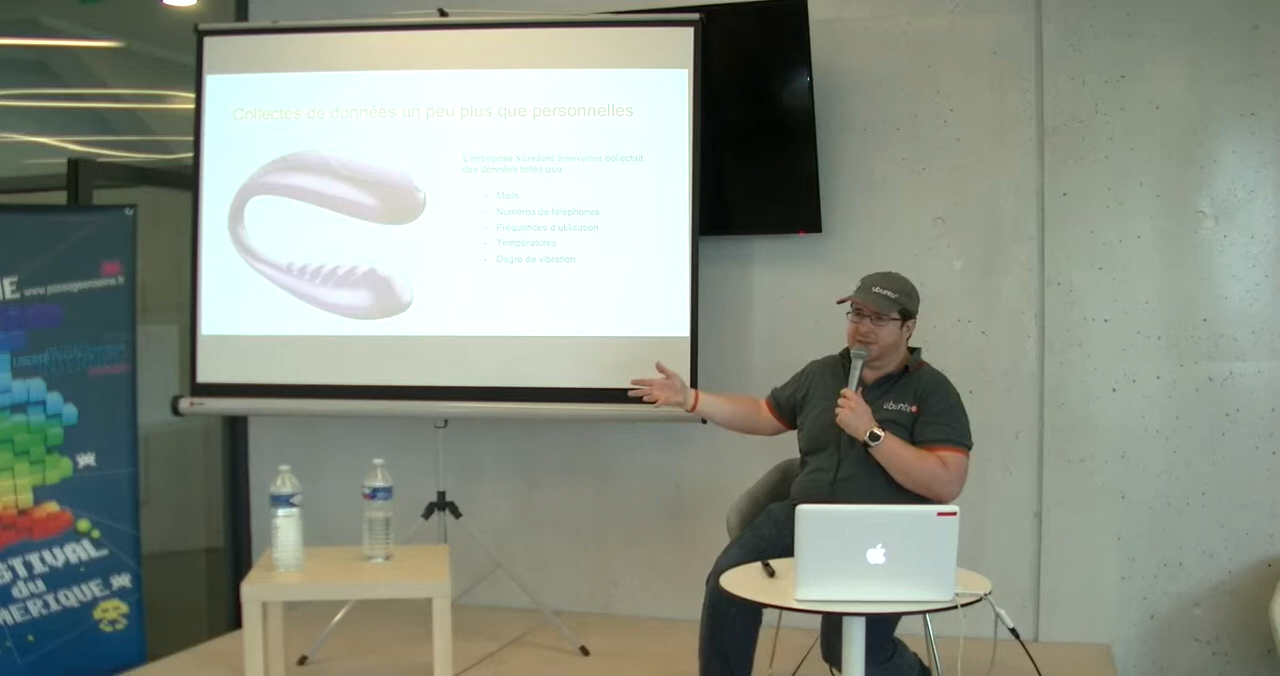 Collectes de données un peu plus que personnelles
L'entreprise Standard Innovation collectait
des données telles que
- Mails
- Numéros de téléphones
- Fréquences d'utilisation
- Températures
- Degré de vibration
ubuntu
ubuntu
www.passageenseine.fr
STIVAL
du
MERIQUE